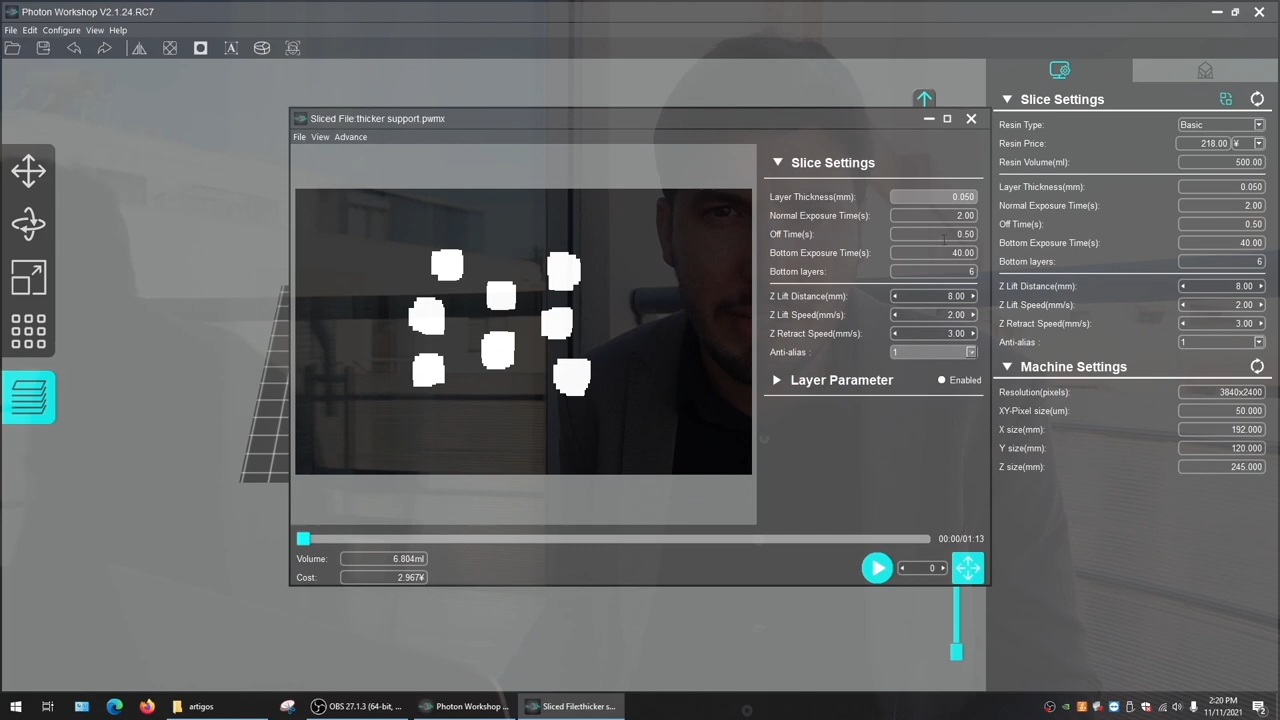 Photon Workshop V2.1.24.RC7
File Edit Configure View Help
Sliced File:thicker support.pwmx
File View Advance
Slice Settings
Layer Thickness(mm): 0.050
Normal Exposure Time(s): 2.00
Off Time(s): 0.50
Bottom Exposure Time(s): 40.00
Bottom layers: 6
Z Lift Distance(mm): 8.00
Z Lift Speed(mm/s): 2.00
Z Retract Speed(mm/s): 3.00
Anti-alias : 1
Layer Parameter Enabled
00:00/01:13
Volume: 6.804ml
Cost: 2.967¥
0
Slice Settings
Resin Type: Basic
Resin Price: 218.00 ¥
Resin Volume(ml): 500.00
Layer Thickness(mm): 0.050
Normal Exposure Time(s): 2.00
Off Time(s): 0.50
Bottom Exposure Time(s): 40.00
Bottom layers: 6
Z Lift Distance(mm): 8.00
Z Lift Speed(mm/s): 2.00
Z Retract Speed(mm/s): 3.00
Anti-alias : 1
Machine Settings
Resolution(pixels): 3840x2400
XY-Pixel size(um): 50.000
X size(mm): 192.000
Y size(mm): 120.000
Z size(mm): 245.000
artigos
OBS 27.1.3 (64-bit, ...
Photon Workshop ...
Sliced File:thicker s...
2:20 PM
11/11/2021